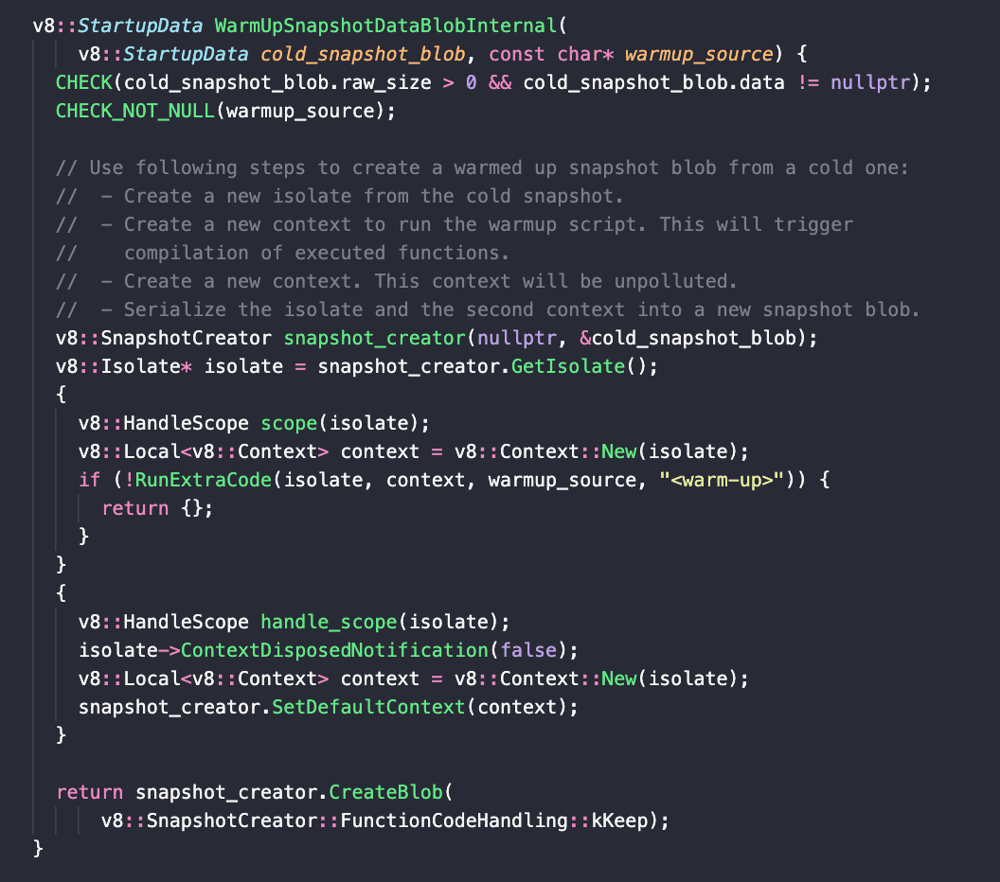 v8::StartupData WarmUpSnapshotDataBlobInternal(
    v8::StartupData cold_snapshot_blob, const char* warmup_source) {
  CHECK(cold_snapshot_blob.raw_size > 0 && cold_snapshot_blob.data != nullptr);
  CHECK_NOT_NULL(warmup_source);

  // Use following steps to create a warmed up snapshot blob from a cold one:
  //  - Create a new isolate from the cold snapshot.
  //  - Create a new context to run the warmup script. This will trigger
  //    compilation of executed functions.
  //  - Create a new context. This context will be unpolluted.
  //  - Serialize the isolate and the second context into a new snapshot blob.
  v8::SnapshotCreator snapshot_creator(nullptr, &cold_snapshot_blob);
  v8::Isolate* isolate = snapshot_creator.GetIsolate();
  {
    v8::HandleScope scope(isolate);
    v8::Local<v8::Context> context = v8::Context::New(isolate);
    if (!RunExtraCode(isolate, context, warmup_source, "<warm-up>")) {
      return {};
    }
  }
  {
    v8::HandleScope handle_scope(isolate);
    isolate->ContextDisposedNotification(false);
    v8::Local<v8::Context> context = v8::Context::New(isolate);
    snapshot_creator.SetDefaultContext(context);
  }

  return snapshot_creator.CreateBlob(
      v8::SnapshotCreator::FunctionCodeHandling::kKeep);
}